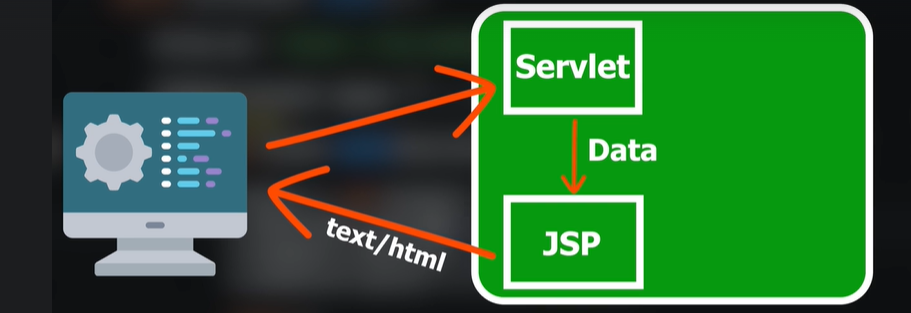 Servlet
Data
JSP
text/html